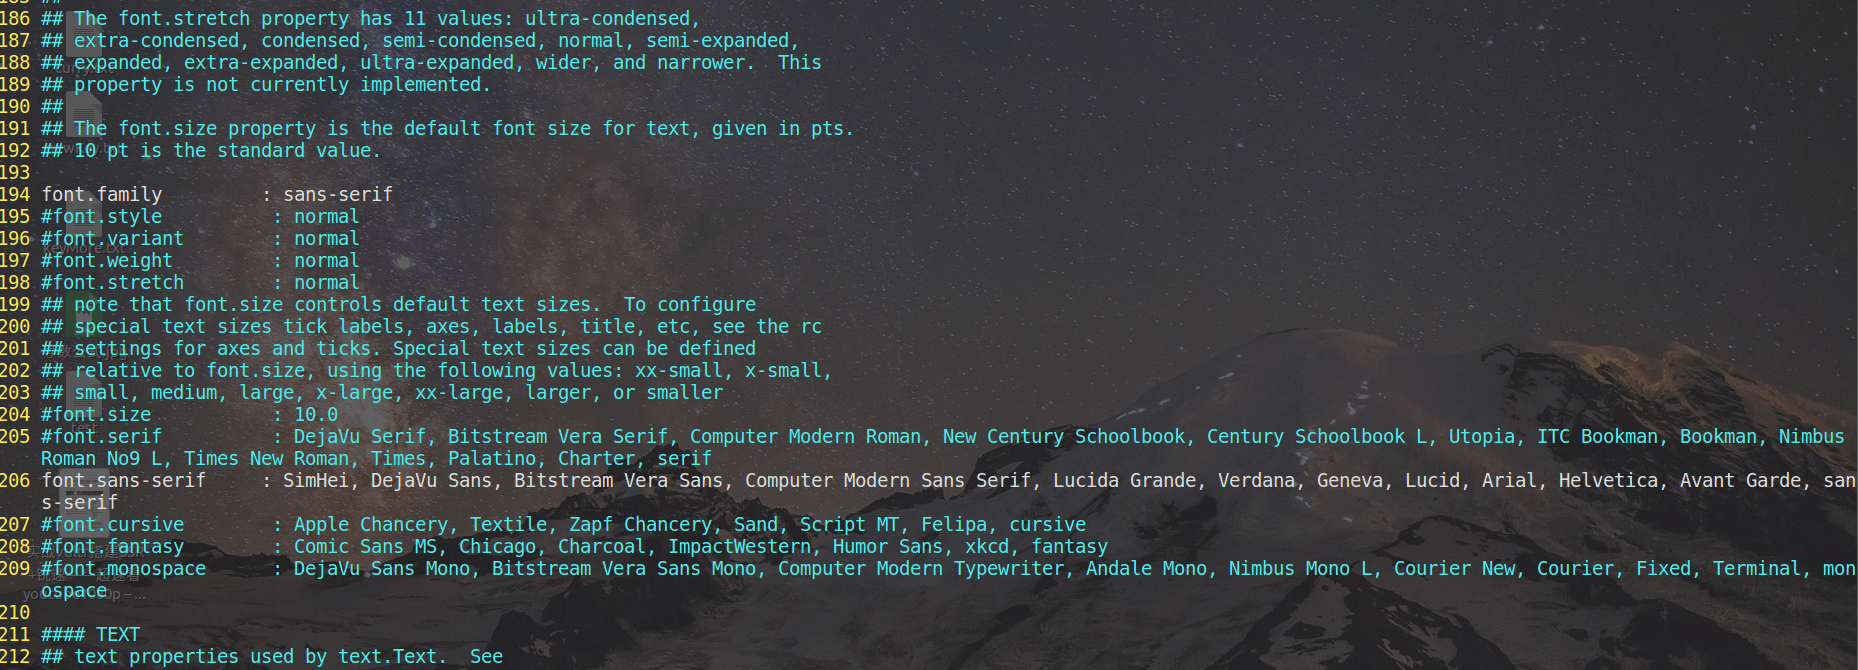 186 ## The font.stretch property has 11 values: ultra-condensed,
187 ## extra-condensed, condensed, semi-condensed, normal, semi-expanded,
188 ## expanded, extra-expanded, ultra-expanded, wider, and narrower.  This
189 ## property is not currently implemented.
190 ##
191 ## The font.size property is the default font size for text, given in pts.
192 ## 10 pt is the standard value.
193
194 font.family         : sans-serif
195 #font.style          : normal
196 #font.variant        : normal
197 #font.weight         : normal
198 #font.stretch        : normal
199 ## note that font.size controls default text sizes.  To configure
200 ## special text sizes tick labels, axes, labels, title, etc, see the rc
201 ## settings for axes and ticks. Special text sizes can be defined
202 ## relative to font.size, using the following values: xx-small, x-small,
203 ## small, medium, large, x-large, xx-large, larger, or smaller
204 #font.size           : 10.0
205 #font.serif          : DejaVu Serif, Bitstream Vera Serif, Computer Modern Roman, New Century Schoolbook, Century Schoolbook L, Utopia, ITC Bookman, Bookman, Nimbus
Roman No9 L, Times New Roman, Times, Palatino, Charter, serif
206 font.sans-serif     : SimHei, DejaVu Sans, Bitstream Vera Sans, Computer Modern Sans Serif, Lucida Grande, Verdana, Geneva, Lucid, Arial, Helvetica, Avant Garde, san
s-serif
207 #font.cursive        : Apple Chancery, Textile, Zapf Chancery, Sand, Script MT, Felipa, cursive
208 #font.fantasy        : Comic Sans MS, Chicago, Charcoal, ImpactWestern, Humor Sans, xkcd, fantasy
209 #font.monospace      : DejaVu Sans Mono, Bitstream Vera Sans Mono, Computer Modern Typewriter, Andale Mono, Nimbus Mono L, Courier New, Courier, Fixed, Terminal, mon
ospace
210
211 #### TEXT
212 ## text properties used by text.Text.  See